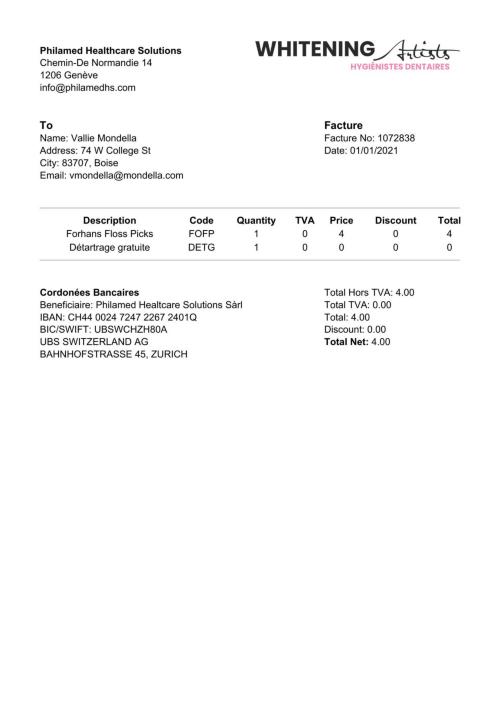 Philamed Healthcare Solutions
Chemin-De Normandie 14
1206 Genève
info@philamedhs.com
WHITENING Artists
HYGIÉNISTES DENTAIRES
To
Name: Vallie Mondella
Address: 74 W College St
City: 83707, Boise
Email: vmondella@mondella.com
Facture
Facture No: 1072838
Date: 01/01/2021
Description Code Quantity TVA Price Discount Total
Forhans Floss Picks FOFP 1 0 4 0 4
Détartrage gratuite DETG 1 0 0 0 0
Cordonées Bancaires
Beneficiaire: Philamed Healtcare Solutions Sàrl
IBAN: CH44 0024 7247 2267 2401Q
BIC/SWIFT: UBSWCHZH80A
UBS SWITZERLAND AG
BAHNHOFSTRASSE 45, ZURICH
Total Hors TVA: 4.00
Total TVA: 0.00
Total: 4.00
Discount: 0.00
Total Net: 4.00